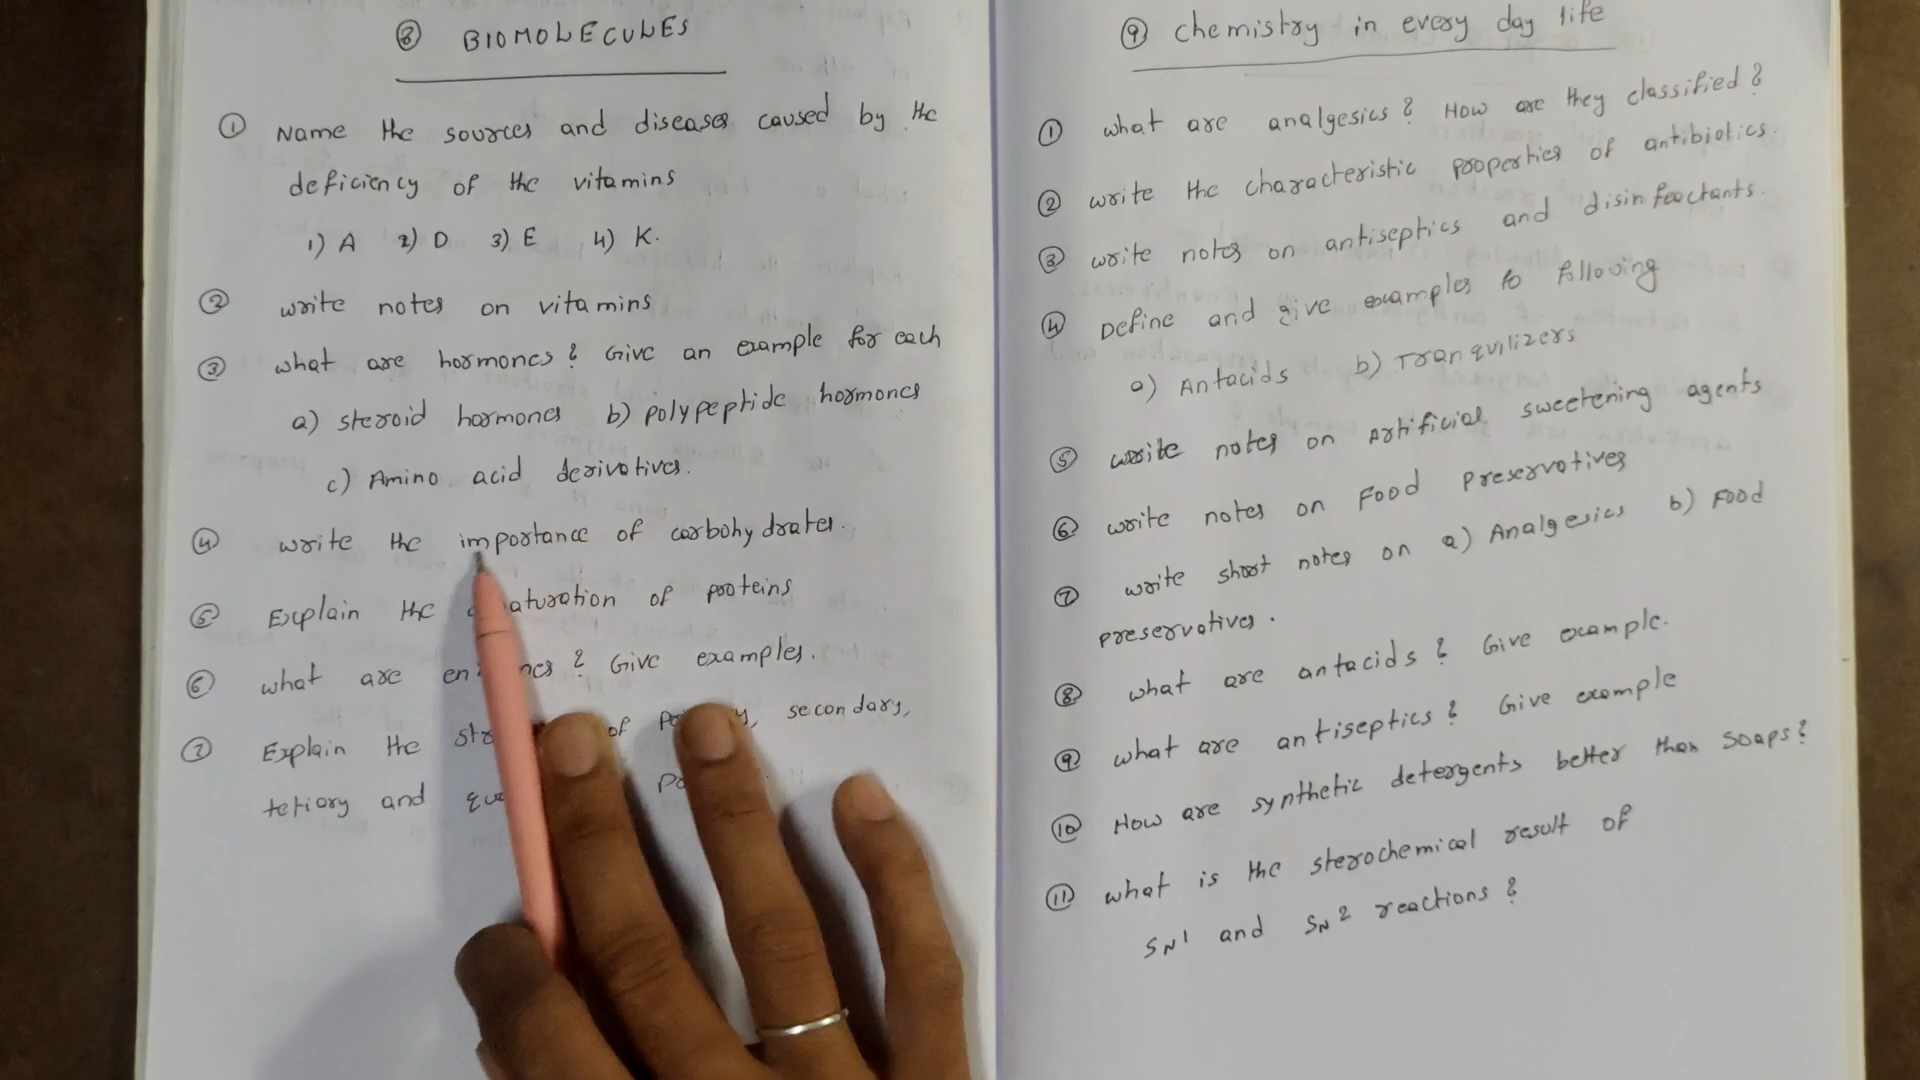 ⑧ BIOMOLECULES
① Name the sources and diseases caused by the
deficiency of the vitamins
1) A 2) D 3) E 4) K.
② write notes on vitamins
③ what are hormones? Give an example for each
a) steroid hormones b) polypeptide hormones
c) Amino acid derivatives.
④ write the importance of carbohydrates.
⑤ Explain the of proteins
⑥ what are ? Give examples.
⑦ Explain the of secondary,
tetiary and
⑨ chemistry in every day life
① what are analgesics? How are they classified?
② write the characteristic properties of antibiotics.
③ write notes on antiseptics and disinfectants.
④ Define and give examples to following
a) Antacids b) Tranquilizers
⑤ write notes on Artificial sweetening agents
⑥ write notes on Food preservatives
⑦ write short notes on a) Analgesics b) Food
preservatives.
⑧ what are antacids? Give example.
⑨ what are antiseptics? Give example
⑩ How are synthetic detergents better than soaps?
⑪ what is the sterochemical result of
SN1 and SN2 reactions?